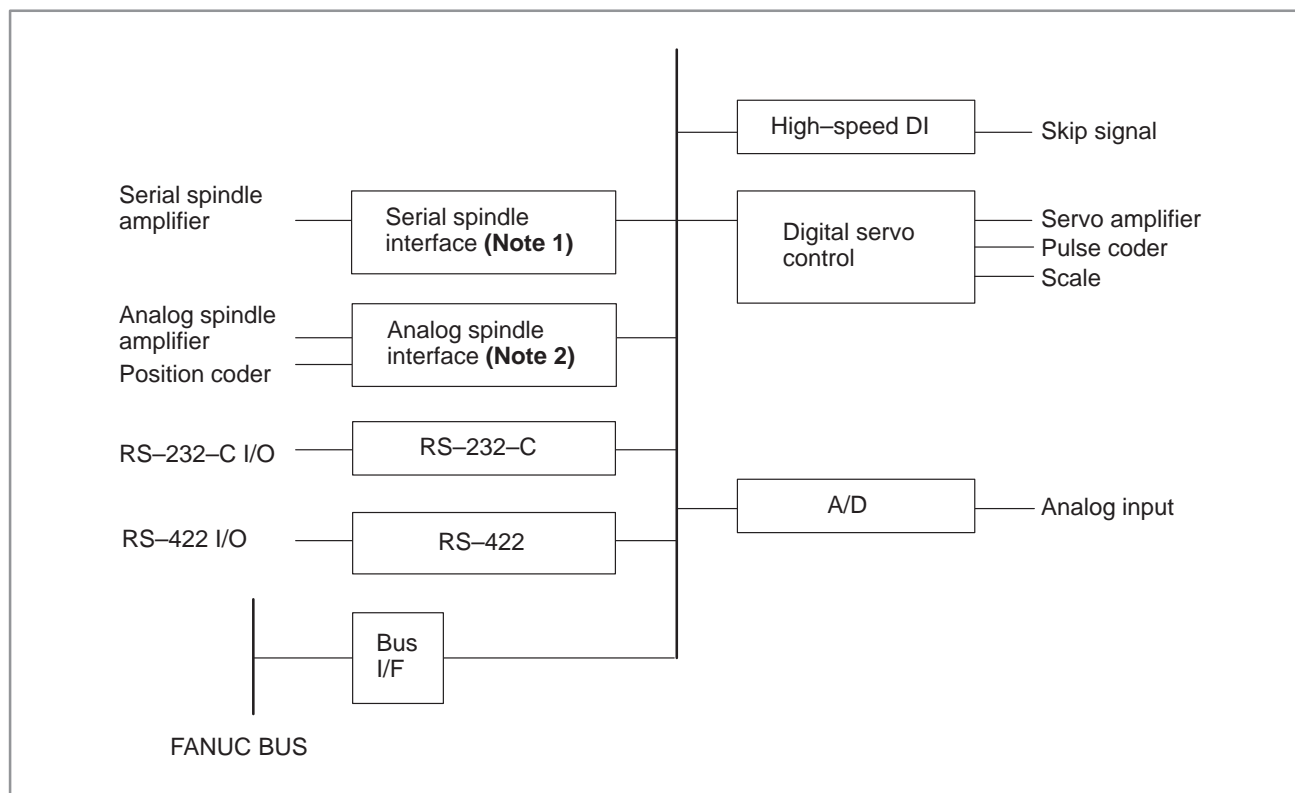 High–speed DI
Skip signal
Serial spindle
amplifier
Serial spindle
interface (Note 1)
Digital servo
control
Servo amplifier
Pulse coder
Scale
Analog spindle
amplifier
Position coder
Analog spindle
interface (Note 2)
RS–232–C I/O
RS–232–C
A/D
Analog input
RS–422 I/O
RS–422
Bus
I/F
FANUC BUS